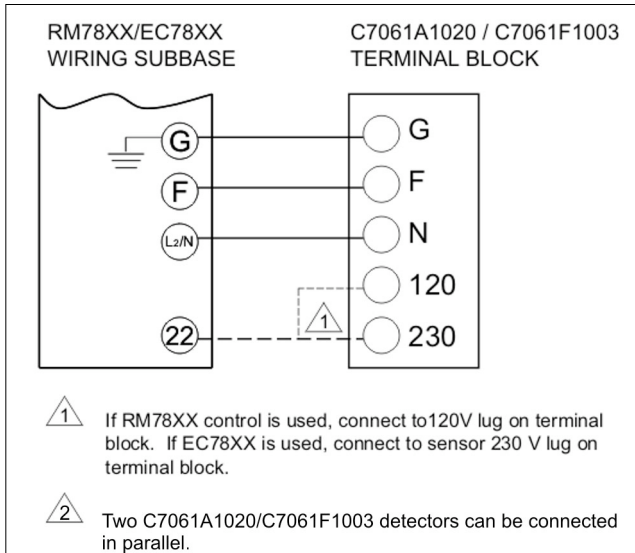 RM78XX/EC78XX
WIRING SUBBASE
C7061A1020 / C7061F1003
TERMINAL BLOCK
G
G
F
F
L2/N
N
120
1
22
230
1
If RM78XX control is used, connect to120V lug on terminal
block. If EC78XX is used, connect to sensor 230 V lug on
terminal block.
2
Two C7061A1020/C7061F1003 detectors can be connected
in parallel.